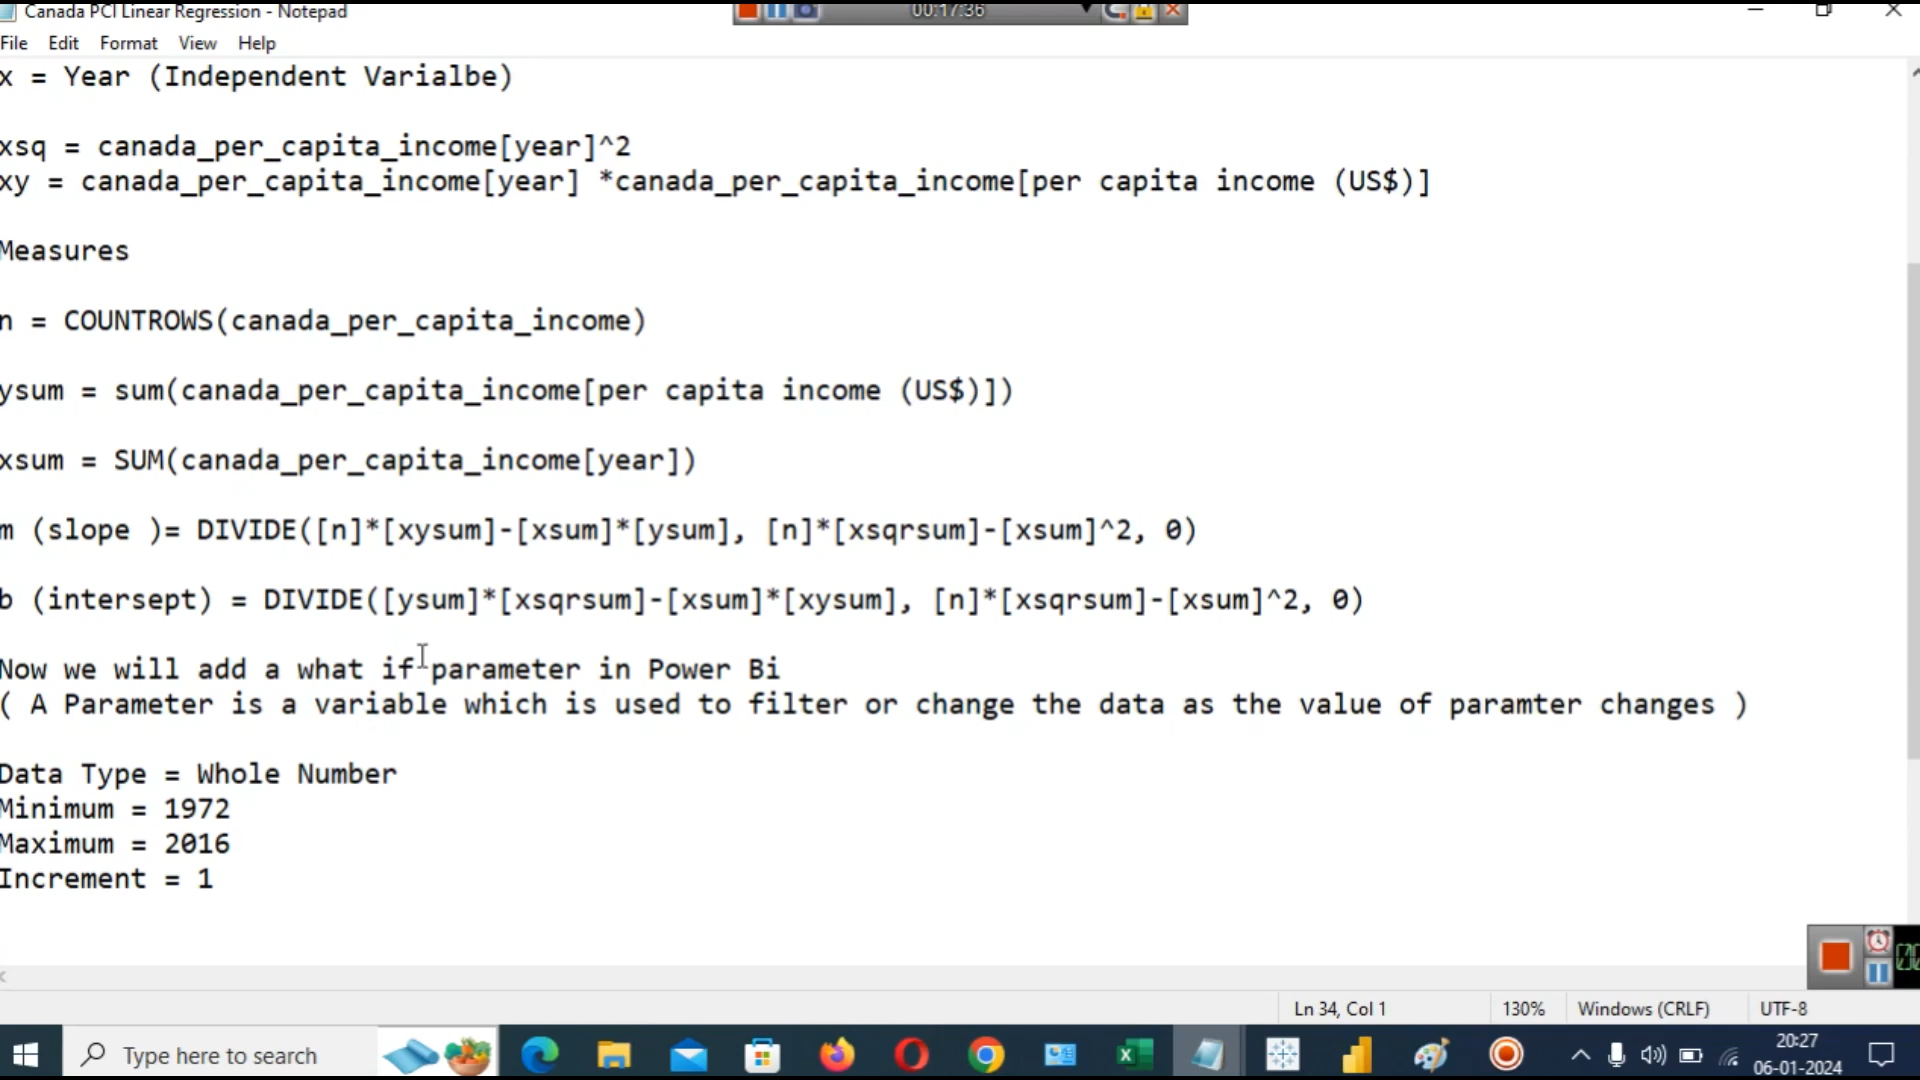 Canada PCI Linear Regression - Notepad
00:17:36
File Edit Format View Help
x = Year (Independent Varialbe)
xsq = canada_per_capita_income[year]^2
xy = canada_per_capita_income[year] *canada_per_capita_income[per capita income (US$)]
Measures
n = COUNTROWS(canada_per_capita_income)
ysum = sum(canada_per_capita_income[per capita income (US$)])
xsum = SUM(canada_per_capita_income[year])
m (slope )= DIVIDE([n]*[xysum]-[xsum]*[ysum], [n]*[xsqrsum]-[xsum]^2, 0)
b (intersept) = DIVIDE([ysum]*[xsqrsum]-[xsum]*[xysum], [n]*[xsqrsum]-[xsum]^2, 0)
Now we will add a what if parameter in Power Bi
( A Parameter is a variable which is used to filter or change the data as the value of paramter changes )
Data Type = Whole Number
Minimum = 1972
Maximum = 2016
Increment = 1
Ln 34, Col 1 130% Windows (CRLF) UTF-8
Type here to search
20:27
06-01-2024